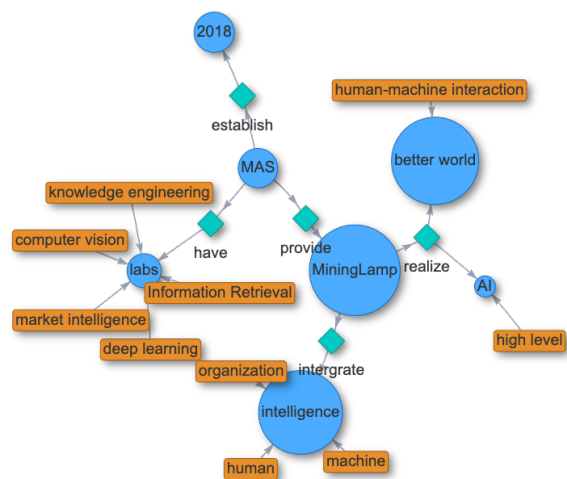 2018
human-machine interaction
establish
better world
MAS
knowledge engineering
have
provide
computer vision
labs
MiningLamp
realize
Information Retrieval
AI
market intelligence
deep learning
high level
organization
intergrate
intelligence
human
machine